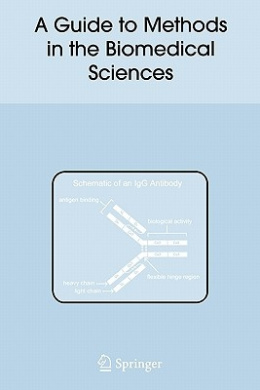 A Guide to Methods
in the Biomedical
Sciences
Schematic of an IgG Antibody
antigen binding
biological activity
flexible hinge region
heavy chain
light chain
Springer